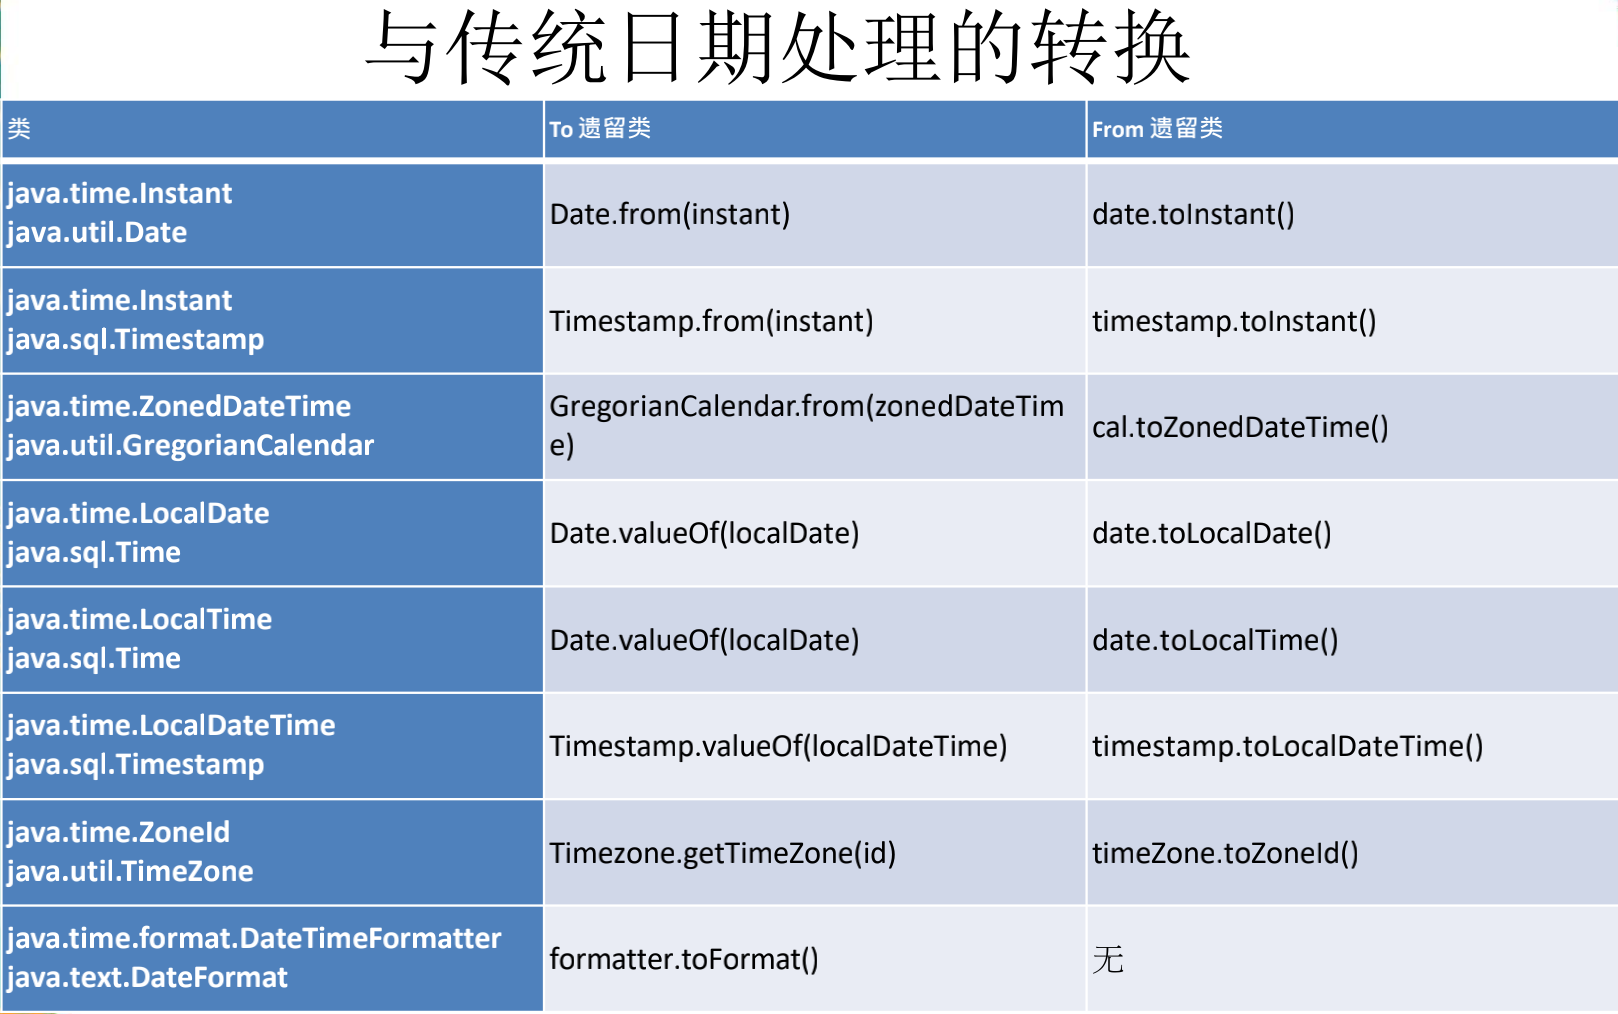 与传统日期处理的转换
类
To 遗留类
From 遗留类
java.time.Instant
java.util.Date
Date.from(instant)
date.toInstant()
java.time.Instant
java.sql.Timestamp
Timestamp.from(instant)
timestamp.toInstant()
java.time.ZonedDateTime
java.util.GregorianCalendar
GregorianCalendar.from(zonedDateTim
e)
cal.toZonedDateTime()
java.time.LocalDate
java.sql.Time
Date.valueOf(localDate)
date.toLocalDate()
java.time.LocalTime
java.sql.Time
Date.valueOf(localDate)
date.toLocalTime()
java.time.LocalDateTime
java.sql.Timestamp
Timestamp.valueOf(localDateTime)
timestamp.toLocalDateTime()
java.time.ZoneId
java.util.TimeZone
Timezone.getTimeZone(id)
timeZone.toZoneId()
java.time.format.DateTimeFormatter
java.text.DateFormat
formatter.toFormat()
无